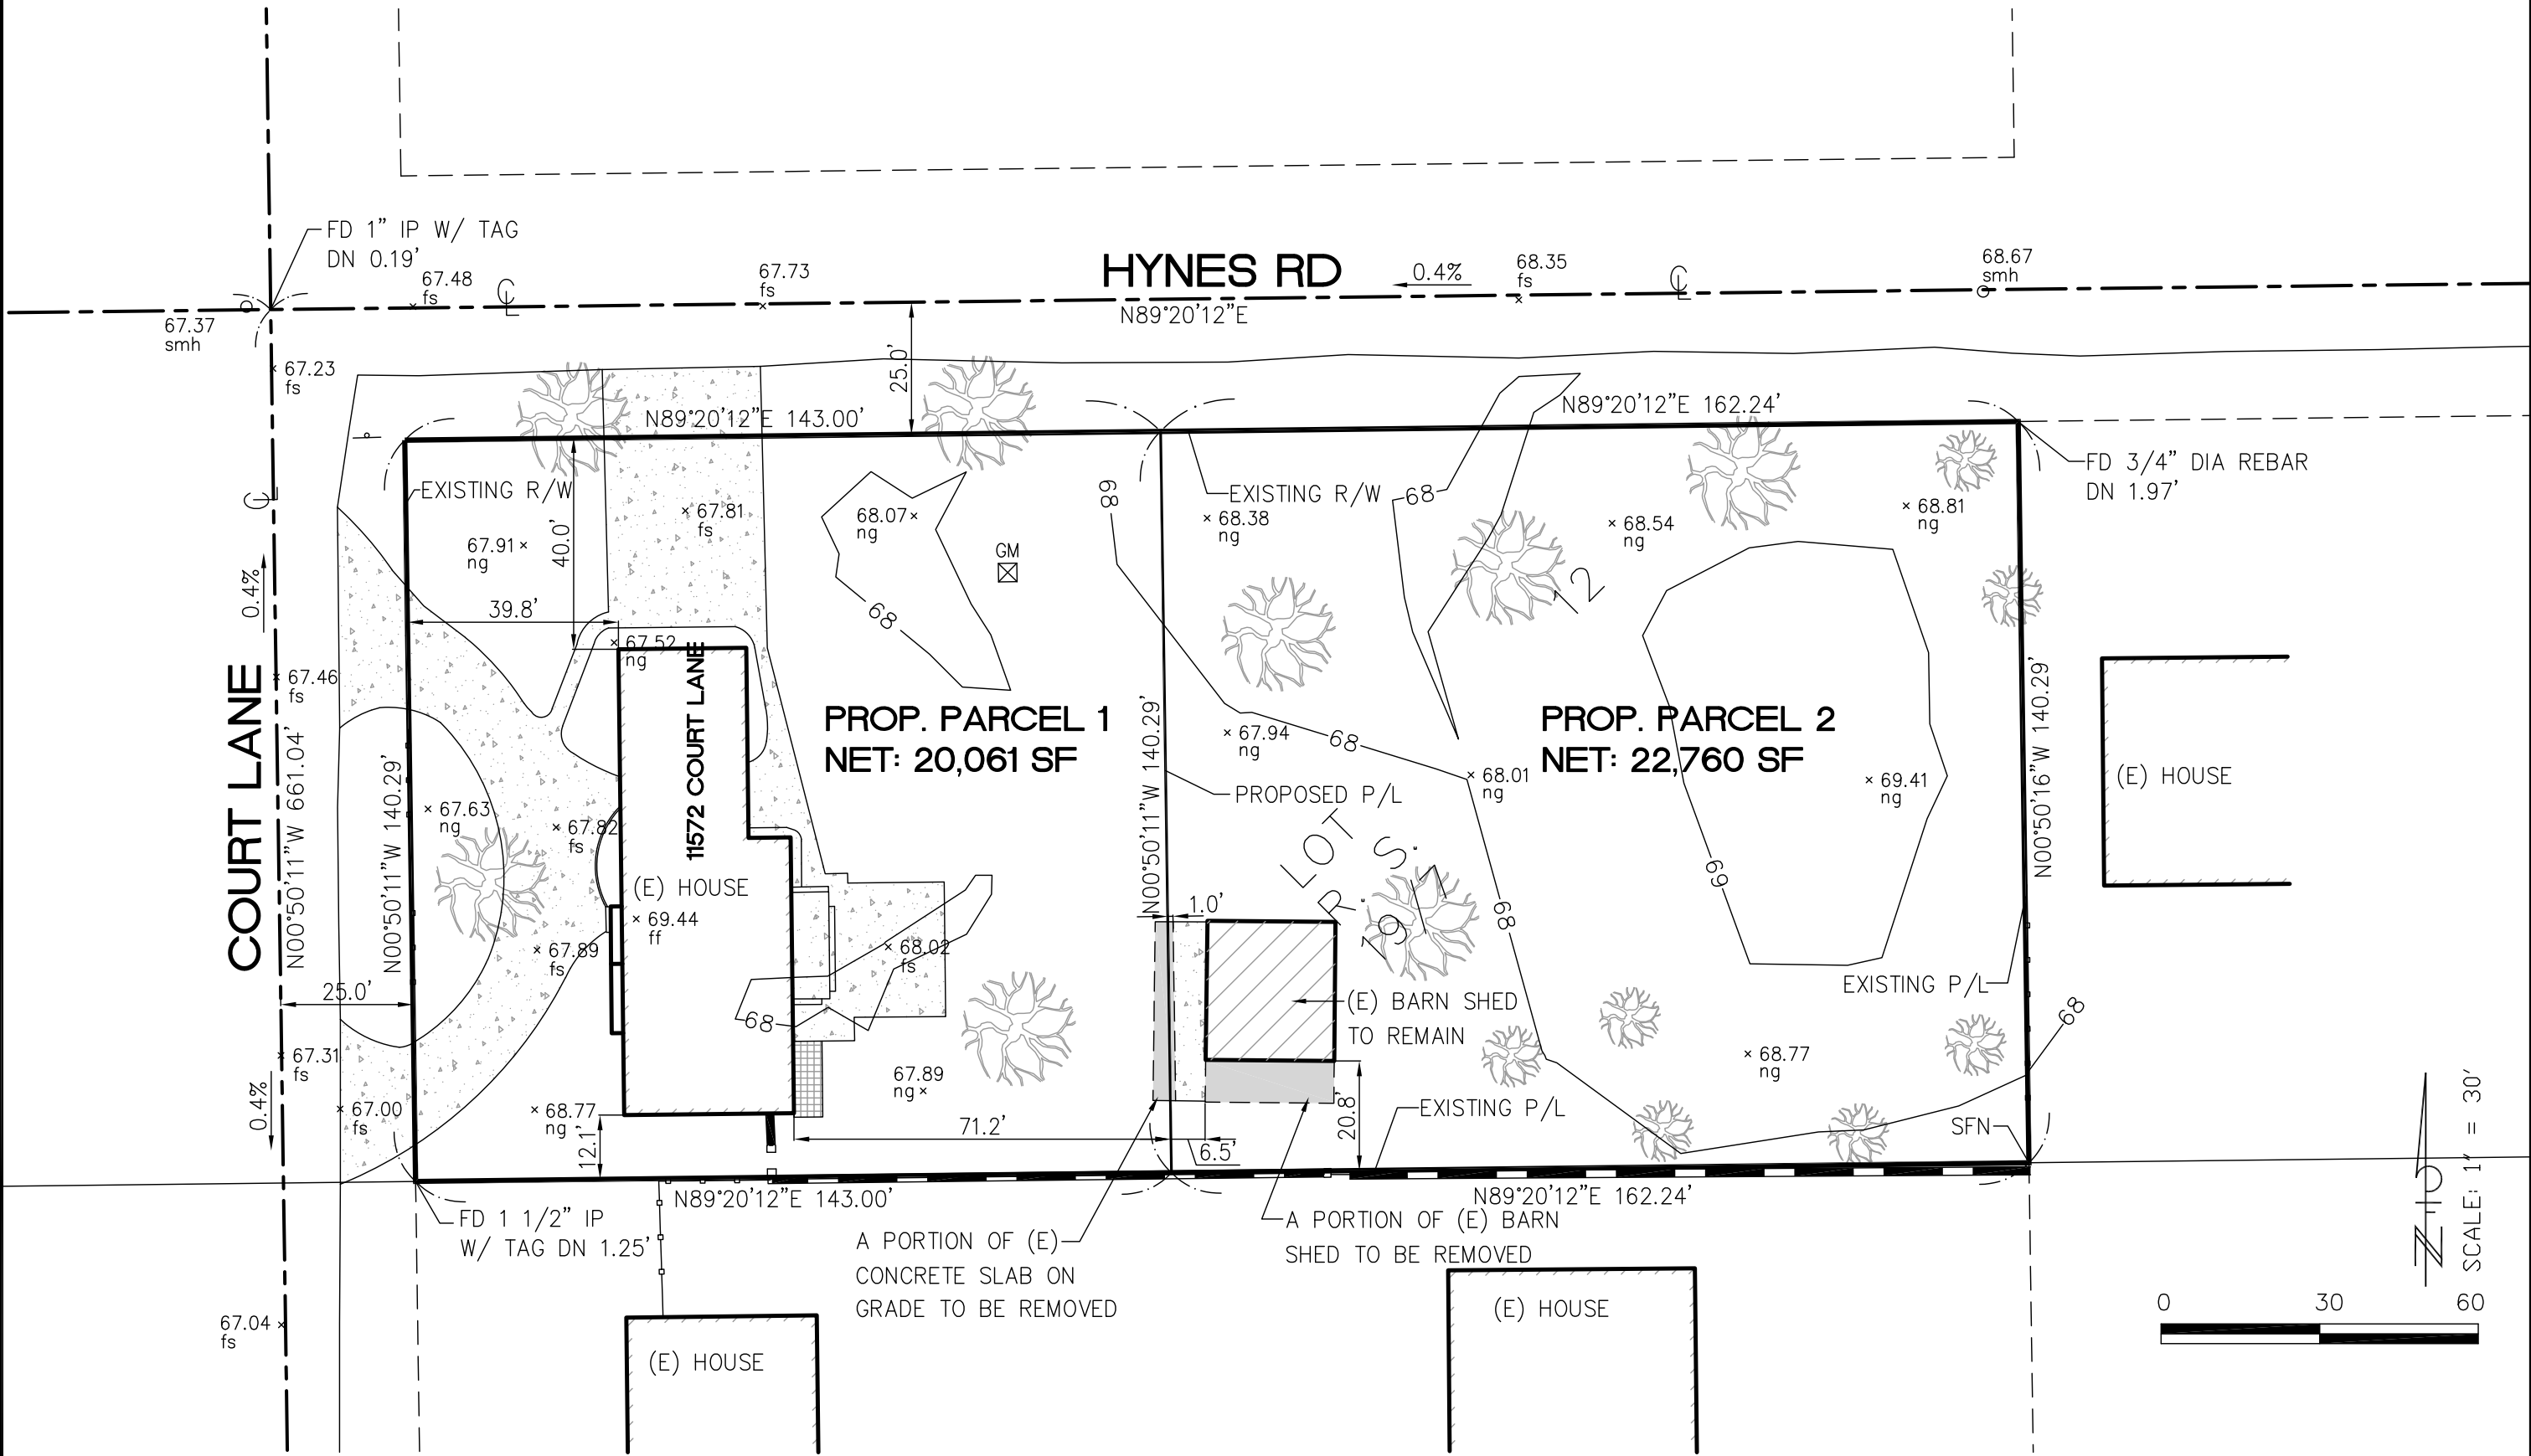 FD 1" IP W/ TAG
DN 0.19'
67.48
fs
67.73
fs
HYNES RD
0.4%
68.35
fs
68.67
smh
N89°20'12"E
67.37
smh
67.23
fs
25.0'
N89°20'12"E 143.00'
N89°20'12"E 162.24'
FD 3/4" DIA REBAR
DN 1.97'
EXISTING R/W
67.81
fs
67.91
ng
40.0'
39.8'
68.07
ng
GM
68
68
EXISTING R/W
68.38
ng
68
68.54
ng
68.81
ng
12
0.4%
COURT LANE
N00°50'11"W 661.04'
67.46
fs
67.52
ng
11572 COURT LANE
PROP. PARCEL 1
NET: 20,061 SF
N00°50'11"W 140.29'
67.94
ng
68
PROPOSED P/L
68.01
ng
PROP. PARCEL 2
NET: 22,760 SF
69.41
ng
N00°50'16"W 140.29'
(E) HOUSE
N00°50'11"W 140.29'
67.63
ng
67.82
fs
(E) HOUSE
69.44
ff
67.89
fs
68.02
fs
68
LOT
R. S. 1
19/1
69
68
1.0'
(E) BARN SHED
TO REMAIN
EXISTING P/L
68
25.0'
67.31
fs
0.4%
67.00
fs
68.77
ng
12.1'
67.89
ng
71.2'
6.5'
20.8'
EXISTING P/L
68.77
ng
SFN
N89°20'12"E 143.00'
N89°20'12"E 162.24'
FD 1 1/2" IP
W/ TAG DN 1.25'
A PORTION OF (E)
CONCRETE SLAB ON
GRADE TO BE REMOVED
A PORTION OF (E) BARN
SHED TO BE REMOVED
67.04
fs
(E) HOUSE
(E) HOUSE
SCALE: 1" = 30'
0 30 60